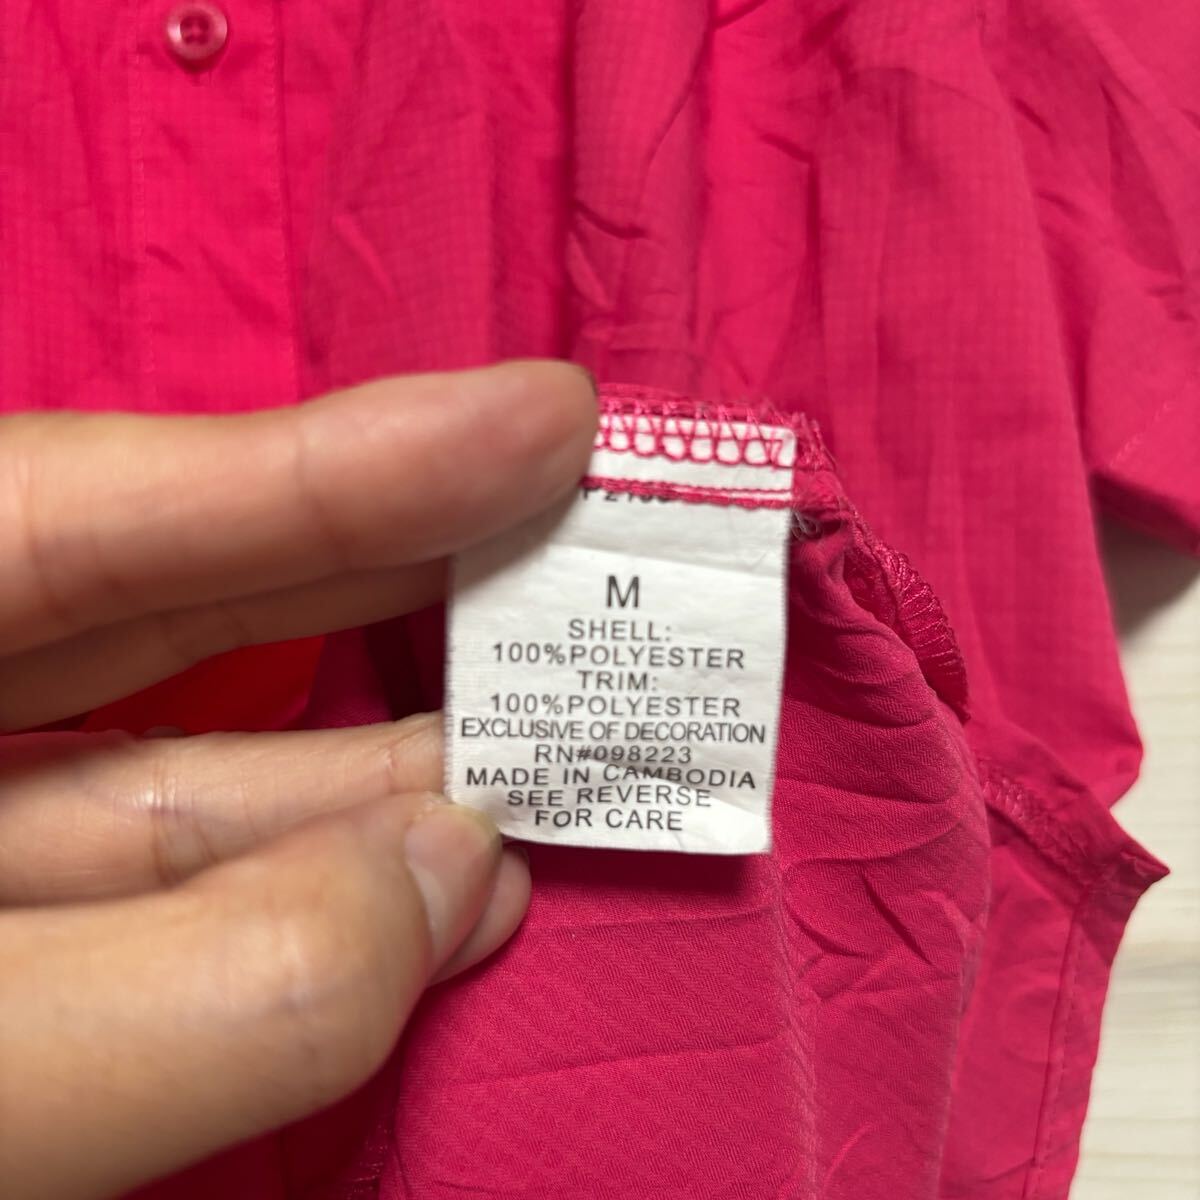 M
SHELL:
100%POLYESTER
TRIM:
100%POLYESTER
EXCLUSIVE OF DECORATION
RN#098223
MADE IN CAMBODIA
SEE REVERSE
FOR CARE